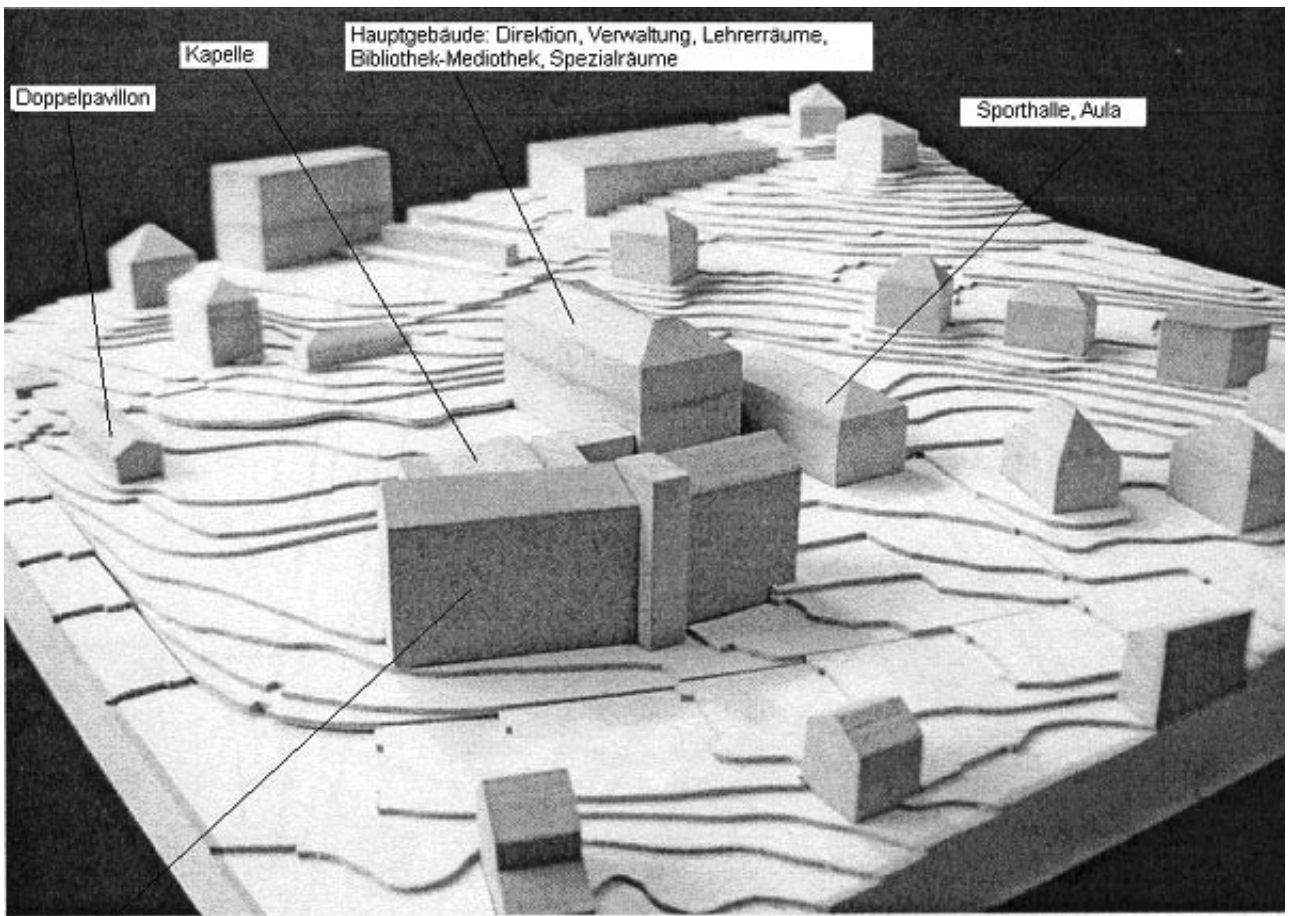 Hauptgebäude: Direktion, Verwaltung, Lehrerräume,
Bibliothek-Mediothek, Spezialräume
Kapelle
Doppelpavillon
Sporthalle, Aula